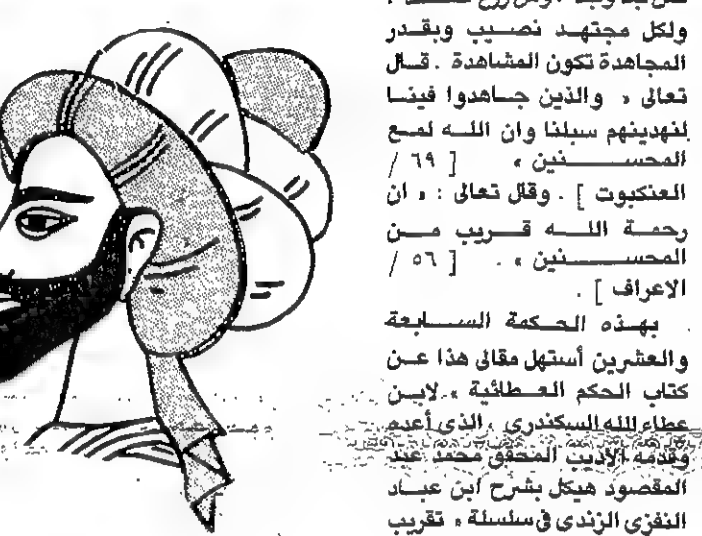 ولكل مجتهد نصيب وبقدر
المجاهدة تكون المشاهدة . قال
تعالى « والذين جاهدوا فينا
لنهدينهم سبلنا وان الله لمع
المحسنين » [ ٦٩ /
العنكبوت ] . وقال تعالى : « ان
رحمة الله قريب من
المحسنين » . [ ٥٦ /
الاعراف ] .
بهذه الحكمة السابعة
والعشرين أستهل مقالى هذا عن
كتاب الحكم العطائية » لابن
عطاء الله السكندرى ، الذى أعده
وقدمه الأديب المحقق محمد عبد
المقصود هيكل بشرح ابن عباد
النفزى الرندى فى سلسلة « تقريب